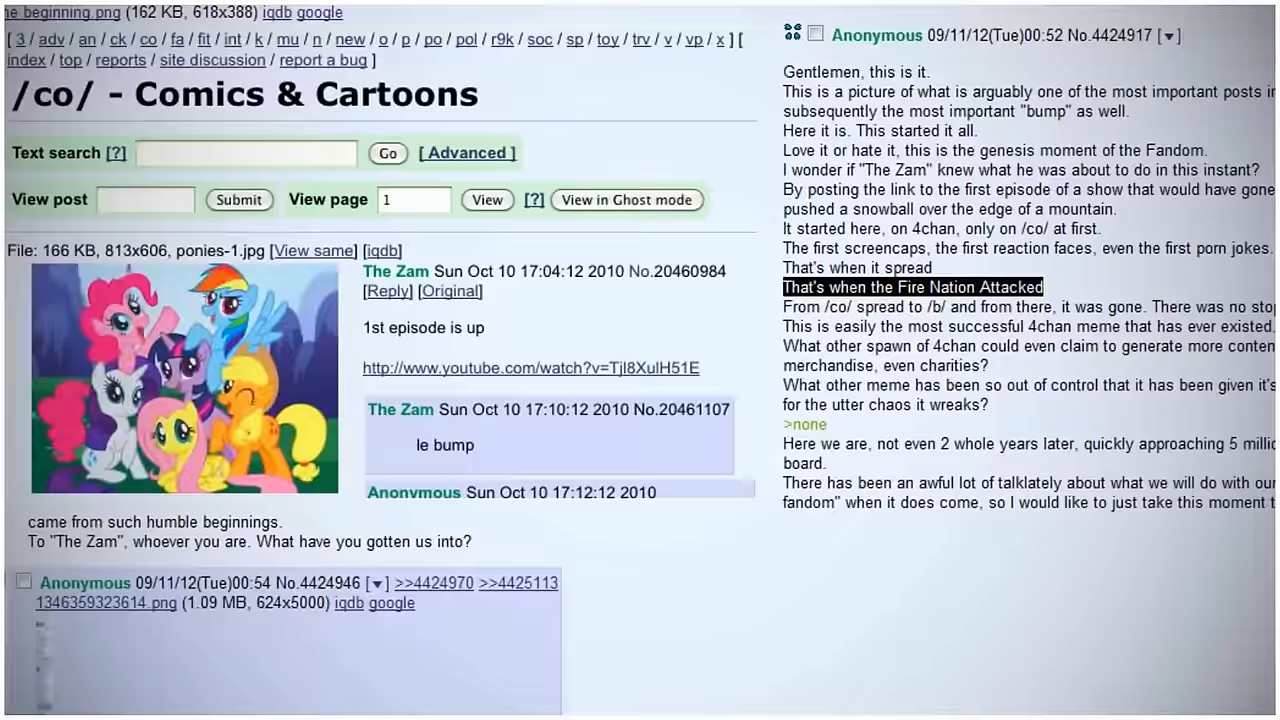 he beginning.png (162 KB, 618x388) iqdb google
[ 3 / adv / an / ck / co / fa / fit / int / k / mu / n / new / o / p / po / pol / r9k / soc / sp / toy / trv / v / vp / x ] [
index / top / reports / site discussion / report a bug ]
/co/ - Comics & Cartoons
Text search [?] Go [ Advanced ]
View post Submit View page 1 View [?] View in Ghost mode
File: 166 KB, 813x606, ponies-1.jpg [View same] [iqdb]
The Zam Sun Oct 10 17:04:12 2010 No.20460984
[Reply] [Original]
1st episode is up
http://www.youtube.com/watch?v=TjI8XulH51E
The Zam Sun Oct 10 17:10:12 2010 No.20461107
le bump
Anonymous Sun Oct 10 17:12:12 2010
came from such humble beginnings.
To "The Zam", whoever you are. What have you gotten us into?
Anonymous 09/11/12(Tue)00:54 No.4424946 [▼] >>4424970 >>4425113
1346359323614.png (1.09 MB, 624x5000) iqdb google
Anonymous 09/11/12(Tue)00:52 No.4424917 [▼]
Gentlemen, this is it.
This is a picture of what is arguably one of the most important posts in
subsequently the most important "bump" as well.
Here it is. This started it all.
Love it or hate it, this is the genesis moment of the Fandom.
I wonder if "The Zam" knew what he was about to do in this instant?
By posting the link to the first episode of a show that would have gone
pushed a snowball over the edge of a mountain.
It started here, on 4chan, only on /co/ at first.
The first screencaps, the first reaction faces, even the first porn jokes.
That's when it spread
That's when the Fire Nation Attacked
From /co/ spread to /b/ and from there, it was gone. There was no sto
This is easily the most successful 4chan meme that has ever existed.
What other spawn of 4chan could even claim to generate more conten
merchandise, even charities?
What other meme has been so out of control that it has been given it's
for the utter chaos it wreaks?
>none
Here we are, not even 2 whole years later, quickly approaching 5 millio
board.
There has been an awful lot of talklately about what we will do with our
fandom" when it does come, so I would like to just take this moment t